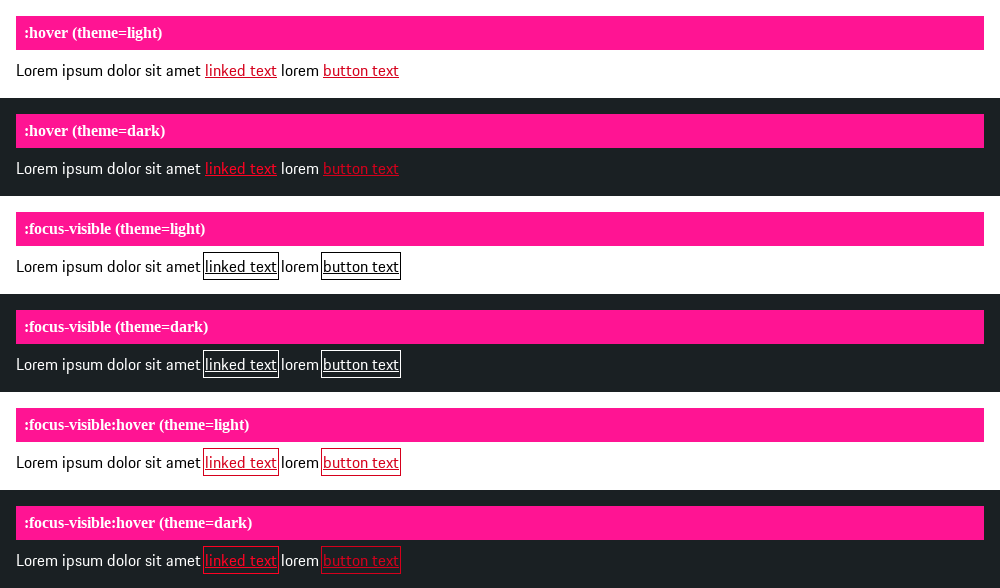 :hover (theme=light)
Lorem ipsum dolor sit amet linked text lorem button text
:hover (theme=dark)
Lorem ipsum dolor sit amet linked text lorem button text
:focus-visible (theme=light)
Lorem ipsum dolor sit amet linked text lorem button text
:focus-visible (theme=dark)
Lorem ipsum dolor sit amet linked text lorem button text
:focus-visible:hover (theme=light)
Lorem ipsum dolor sit amet linked text lorem button text
:focus-visible:hover (theme=dark)
Lorem ipsum dolor sit amet linked text lorem button text